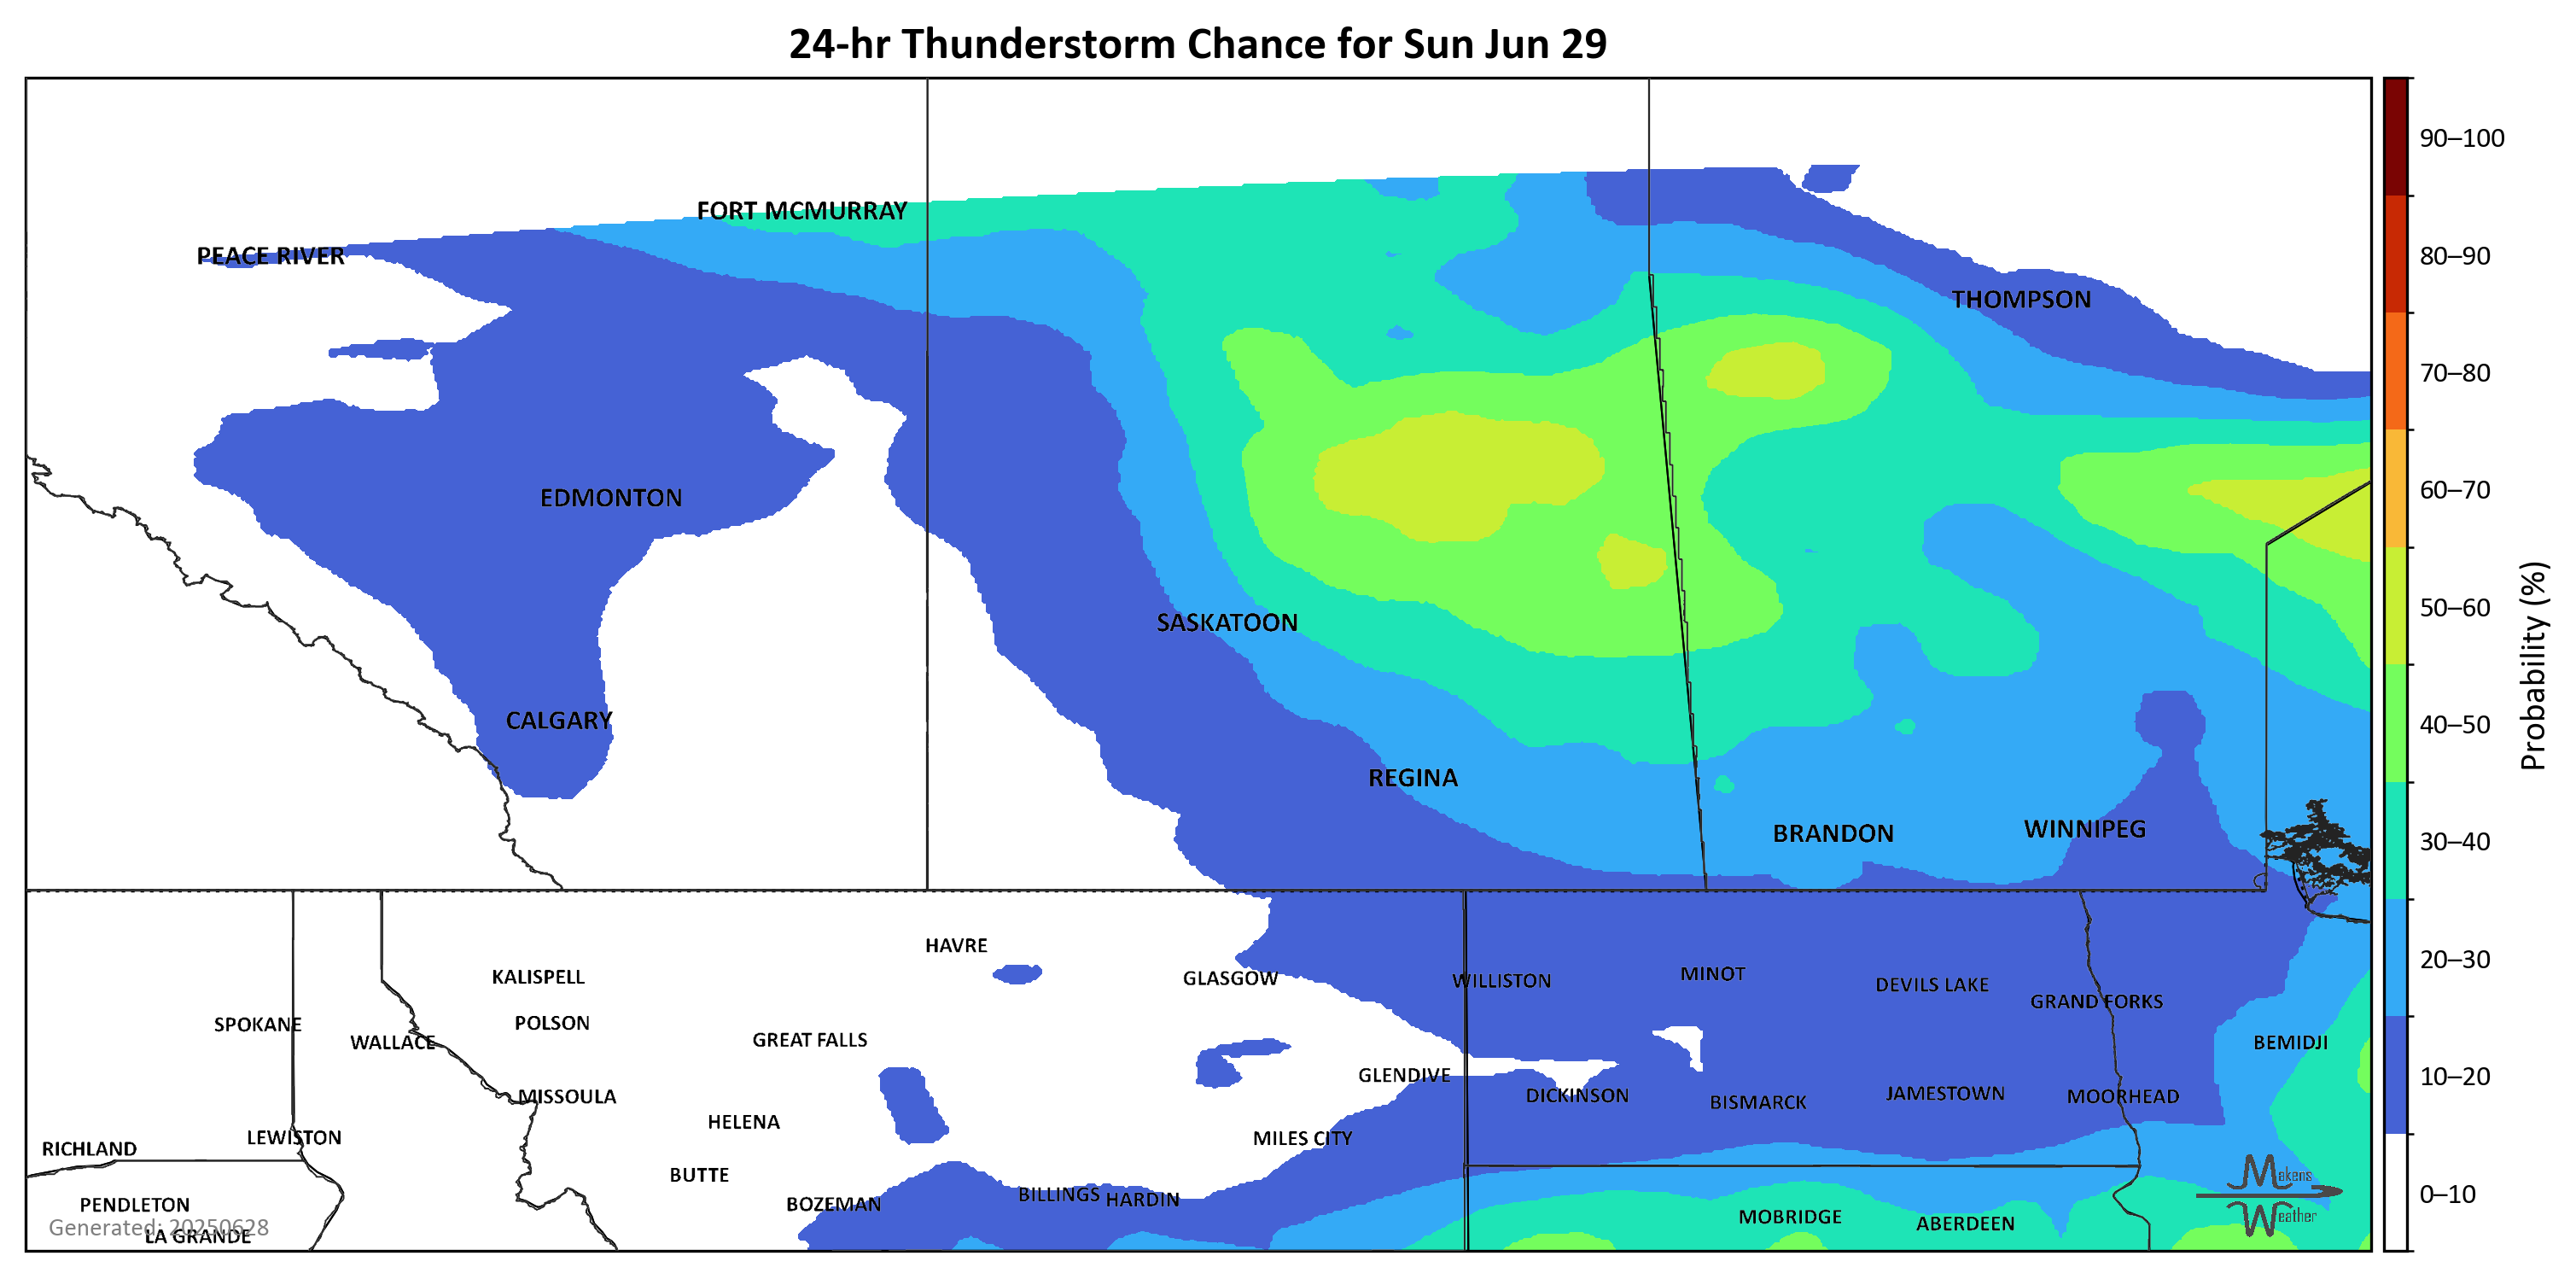 24-hr Thunderstorm Chance for Sun Jun 29
90–100
FORT MCMURRAY
PEACE RIVER
80–90
THOMPSON
70–80
EDMONTON
60–70
50–60
SASKATOON
CALGARY
40–50
Probability (%)
REGINA
BRANDON
WINNIPEG
30–40
HAVRE
20–30
KALISPELL
GLASGOW
WILLISTON
MINOT
DEVILS LAKE
GRAND FORKS
SPOKANE
POLSON
WALLACE
GREAT FALLS
BEMIDJI
GLENDIVE
10–20
MISSOULA
DICKINSON
BISMARCK
JAMESTOWN
MOORHEAD
HELENA
LEWISTON
MILES CITY
RICHLAND
BUTTE
Makens
Weather
0–10
BILLINGS
HARDIN
PENDLETON
BOZEMAN
MOBRIDGE
ABERDEEN
Generated: 20250628
LA GRANDE